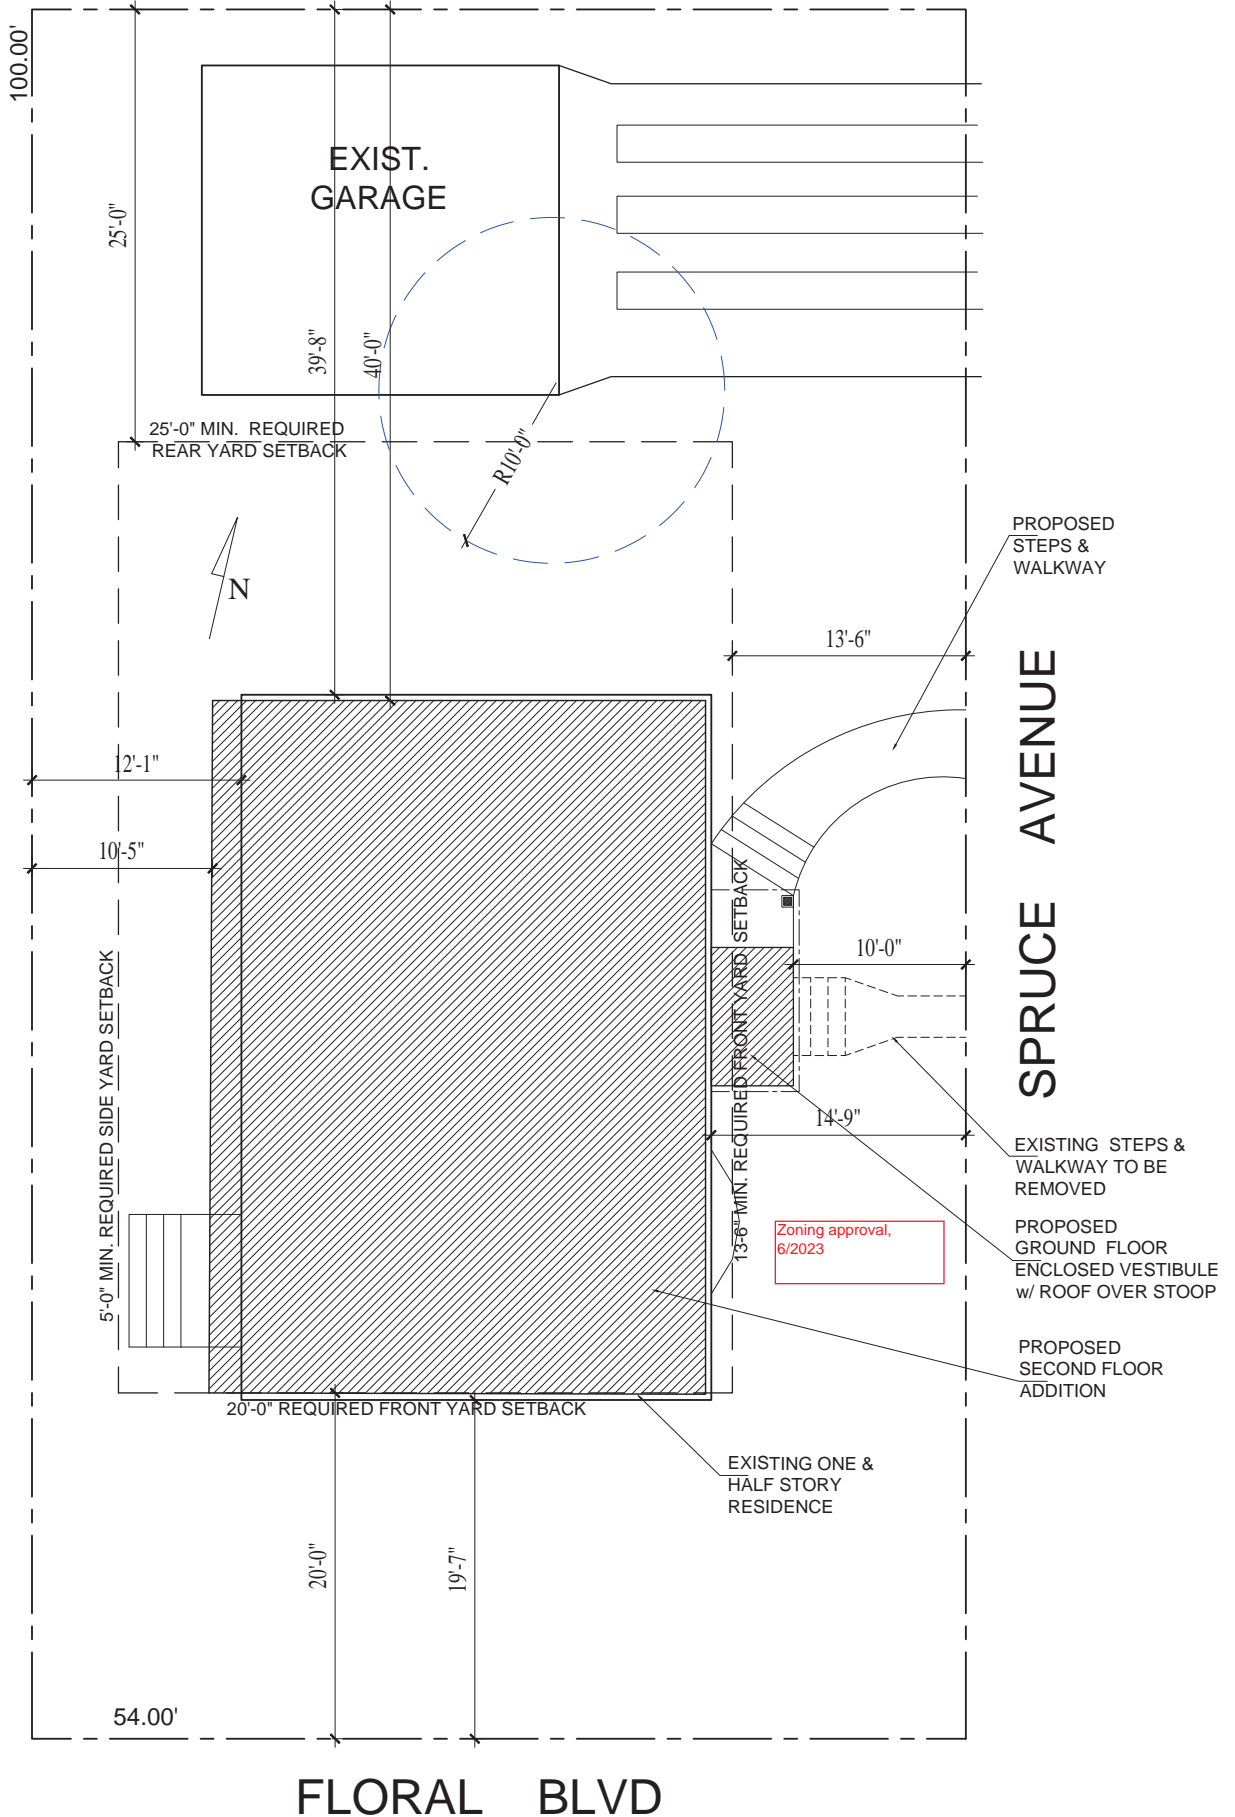 100.00'
EXIST.
GARAGE
25'-0"
39'-8"
40'-0"
25'-0" MIN. REQUIRED
REAR YARD SETBACK
R10'-0"
N
PROPOSED
STEPS &
WALKWAY
13'-6"
SPRUCE AVENUE
12'-1"
10'-5"
5'-0" MIN. REQUIRED SIDE YARD SETBACK
13-6" MIN. REQUIRED FRONT YARD SETBACK
10'-0"
14'-9"
EXISTING STEPS &
WALKWAY TO BE
REMOVED
Zoning approval,
6/2023
PROPOSED
GROUND FLOOR
ENCLOSED VESTIBULE
w/ ROOF OVER STOOP
PROPOSED
SECOND FLOOR
ADDITION
20'-0" REQUIRED FRONT YARD SETBACK
EXISTING ONE &
HALF STORY
RESIDENCE
20'-0"
19'-7"
54.00'
FLORAL BLVD